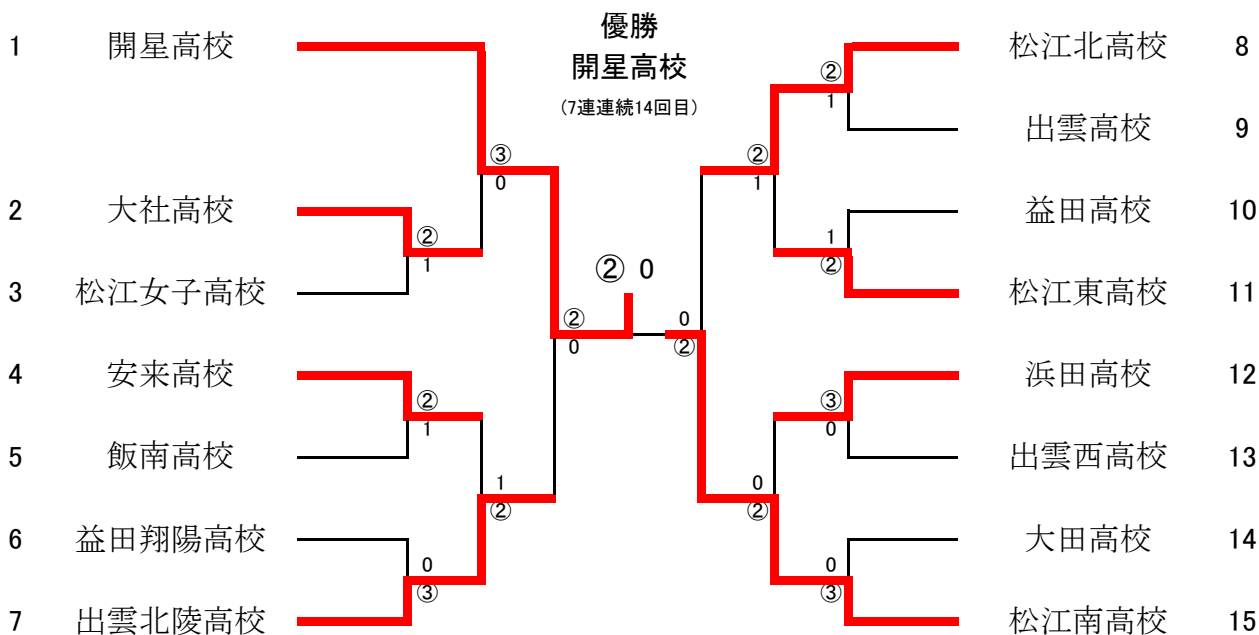 優勝
開星高校
（7連連続14回目）
1 開星高校
松江北高校 8
②
1
出雲高校 9
③
0
②
1
2 大社高校
益田高校 10
②
1
1
②
3 松江女子高校
② 0
松江東高校 11
②
0
0
②
4 安来高校
浜田高校 12
②
1
③
0
5 飯南高校
出雲西高校 13
1
②
0
②
6 益田翔陽高校
大田高校 14
0
③
0
③
7 出雲北陵高校
松江南高校 15